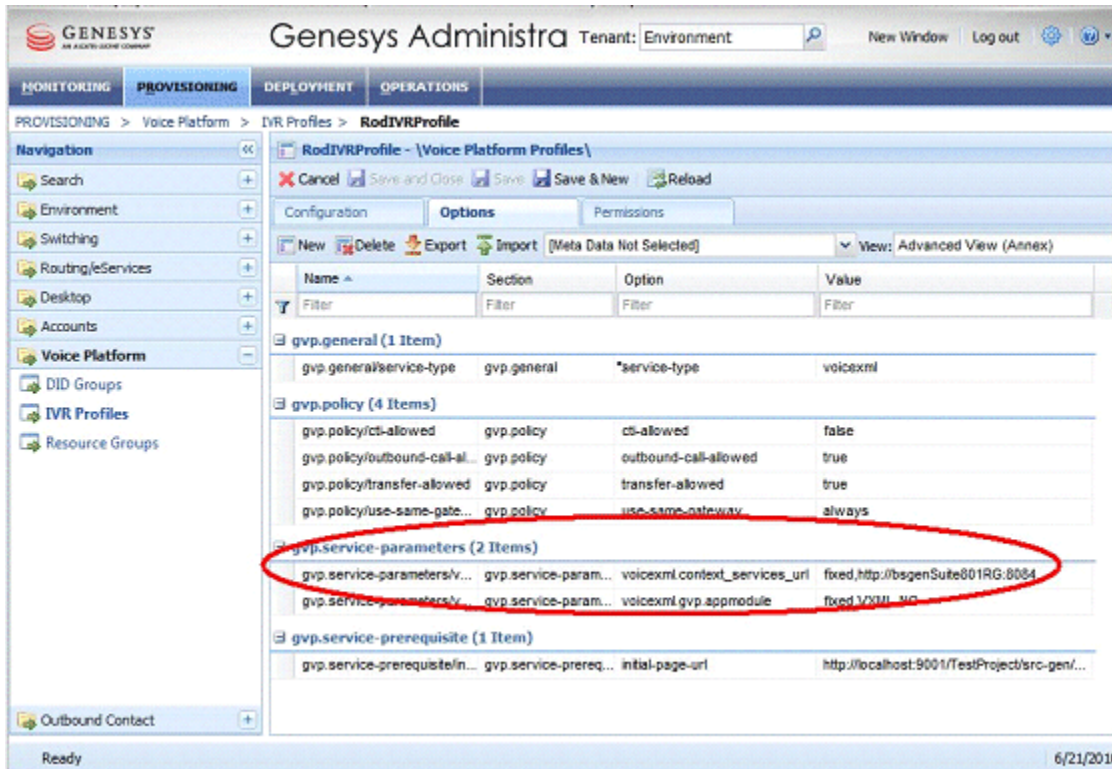 GENESYS
AN ALCATEL-LUCENT COMPANY
Genesys Administra Tenant: Environment New Window Log out
MONITORING PROVISIONING DEPLOYMENT OPERATIONS
PROVISIONING > Voice Platform > IVR Profiles > RodIVRProfile
Navigation
Search
Environment
Switching
Routing/eServices
Desktop
Accounts
Voice Platform
DID Groups
IVR Profiles
Resource Groups
Outbound Contact
RodIVRProfile - \Voice Platform Profiles\
Cancel Save and Close Save Save & New Reload
Configuration Options Permissions
New Delete Export Import [Meta Data Not Selected] View: Advanced View (Annex)
Name Section Option Value
Filter Filter Filter Filter
gvp.general (1 Item)
gvp.general/service-type gvp.general *service-type voicexml
gvp.policy (4 Items)
gvp.policy/cti-allowed gvp.policy cti-allowed false
gvp.policy/outbound-call-al... gvp.policy outbound-call-allowed true
gvp.policy/transfer-allowed gvp.policy transfer-allowed true
gvp.policy/use-same-gate... gvp.policy use-same-gateway always
gvp.service-parameters (2 Items)
gvp.service-parameters/v... gvp.service-param... voicexml.context_services_url fixed,http://bsgenSuite801RG:8084
gvp.service-parameters/v... gvp.service-param... voicexml.gvp.appmodule fixed,VXML-NG
gvp.service-prerequisite (1 Item)
gvp.service-prerequisite/in... gvp.service-prereq... initial-page-url http://localhost:9001/TestProject/src-gen/...
Ready 6/21/201